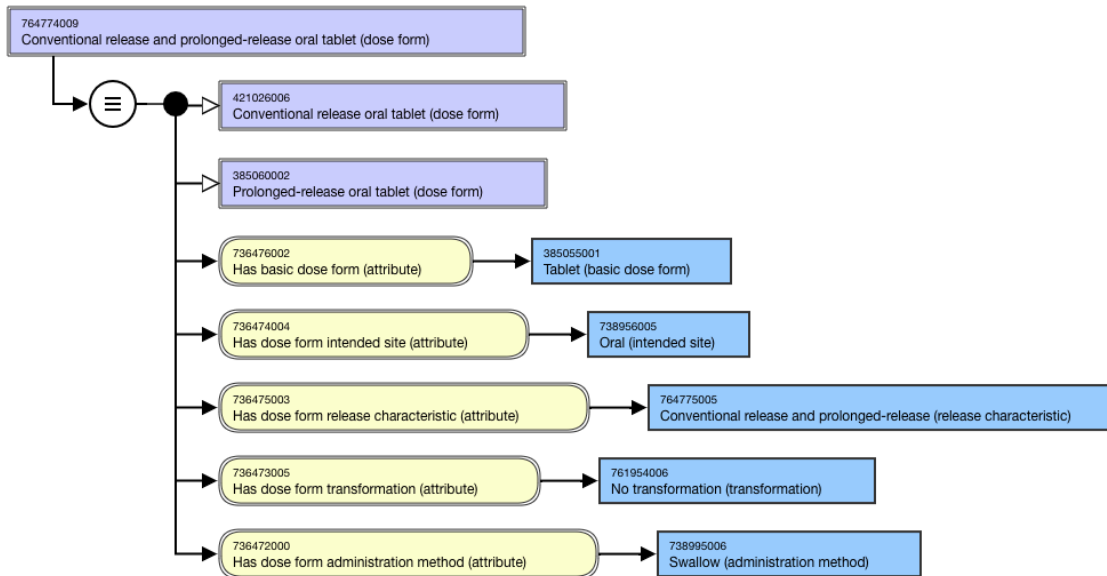 764774009
Conventional release and prolonged-release oral tablet (dose form)
421026006
Conventional release oral tablet (dose form)
385060002
Prolonged-release oral tablet (dose form)
736476002
Has basic dose form (attribute)
385055001
Tablet (basic dose form)
736474004
Has dose form intended site (attribute)
738956005
Oral (intended site)
736475003
Has dose form release characteristic (attribute)
764775005
Conventional release and prolonged-release (release characteristic)
736473005
Has dose form transformation (attribute)
761954006
No transformation (transformation)
736472000
Has dose form administration method (attribute)
738995006
Swallow (administration method)